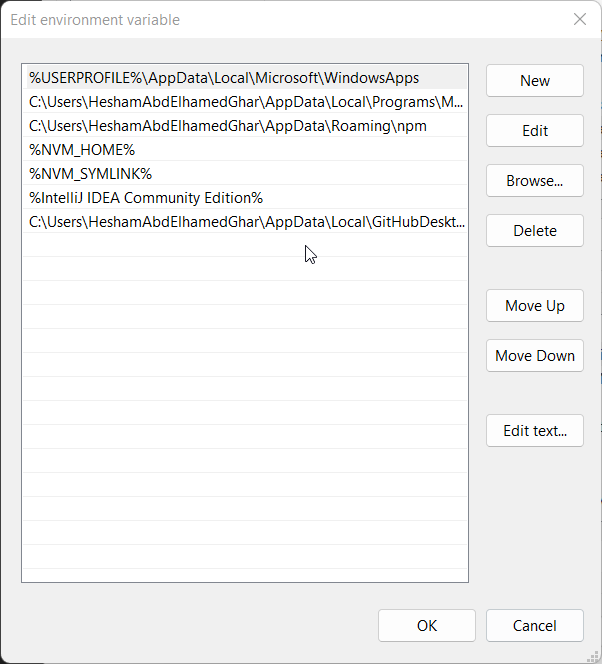 Edit environment variable
%USERPROFILE%\AppData\Local\Microsoft\WindowsApps
C:\Users\HeshamAbdElhamedGhar\AppData\Local\Programs\M...
C:\Users\HeshamAbdElhamedGhar\AppData\Roaming\npm
%NVM_HOME%
%NVM_SYMLINK%
%IntelliJ IDEA Community Edition%
C:\Users\HeshamAbdElhamedGhar\AppData\Local\GitHubDeskt...
New
Edit
Browse...
Delete
Move Up
Move Down
Edit text...
OK
Cancel